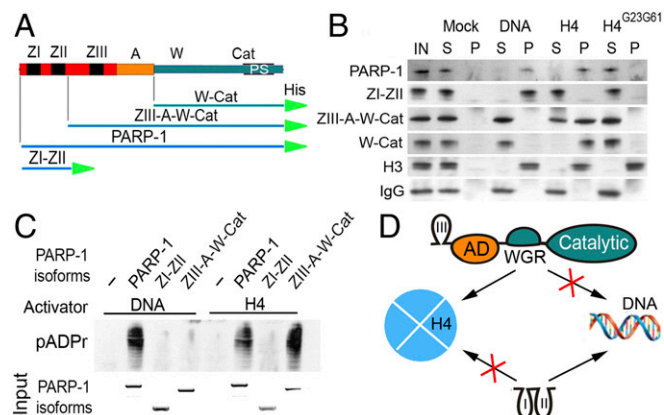 A
ZI ZII ZIII A W Cat
PS
His
W-Cat
ZIII-A-W-Cat
PARP-1
ZI-ZII
B
Mock DNA H4 H4 G23G61
IN S P S P S P S P
PARP-1
ZI-ZII
ZIII-A-W-Cat
W-Cat
H3
IgG
C
PARP-1 isoforms
– PARP-1 ZI-ZII ZIII-A-W-Cat – PARP-1 ZI-ZII ZIII-A-W-Cat
Activator DNA H4
pADPr
Input
PARP-1 isoforms
D
III AD WGR Catalytic
H4
DNA
I II